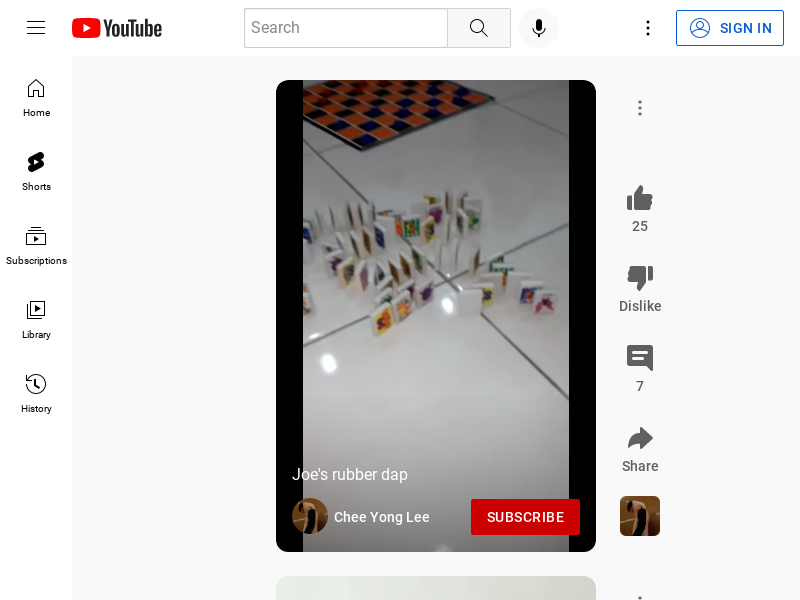 YouTube
Search
SIGN IN
Home
Shorts
Subscriptions
Library
History
25
Dislike
7
Share
Joe's rubber dap
Chee Yong Lee
SUBSCRIBE